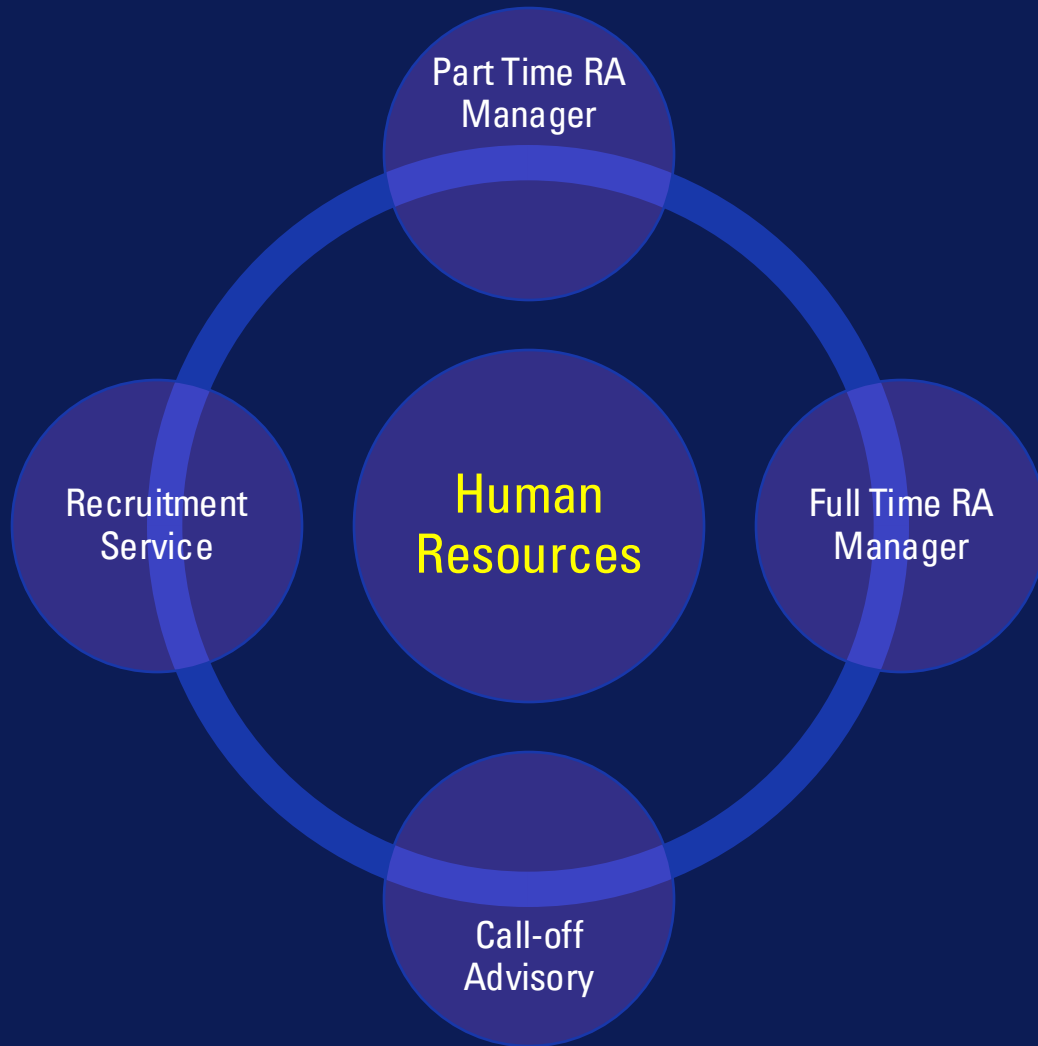 Part Time RA
Manager
Recruitment
Service
Human
Resources
Full Time RA
Manager
Call-off
Advisory